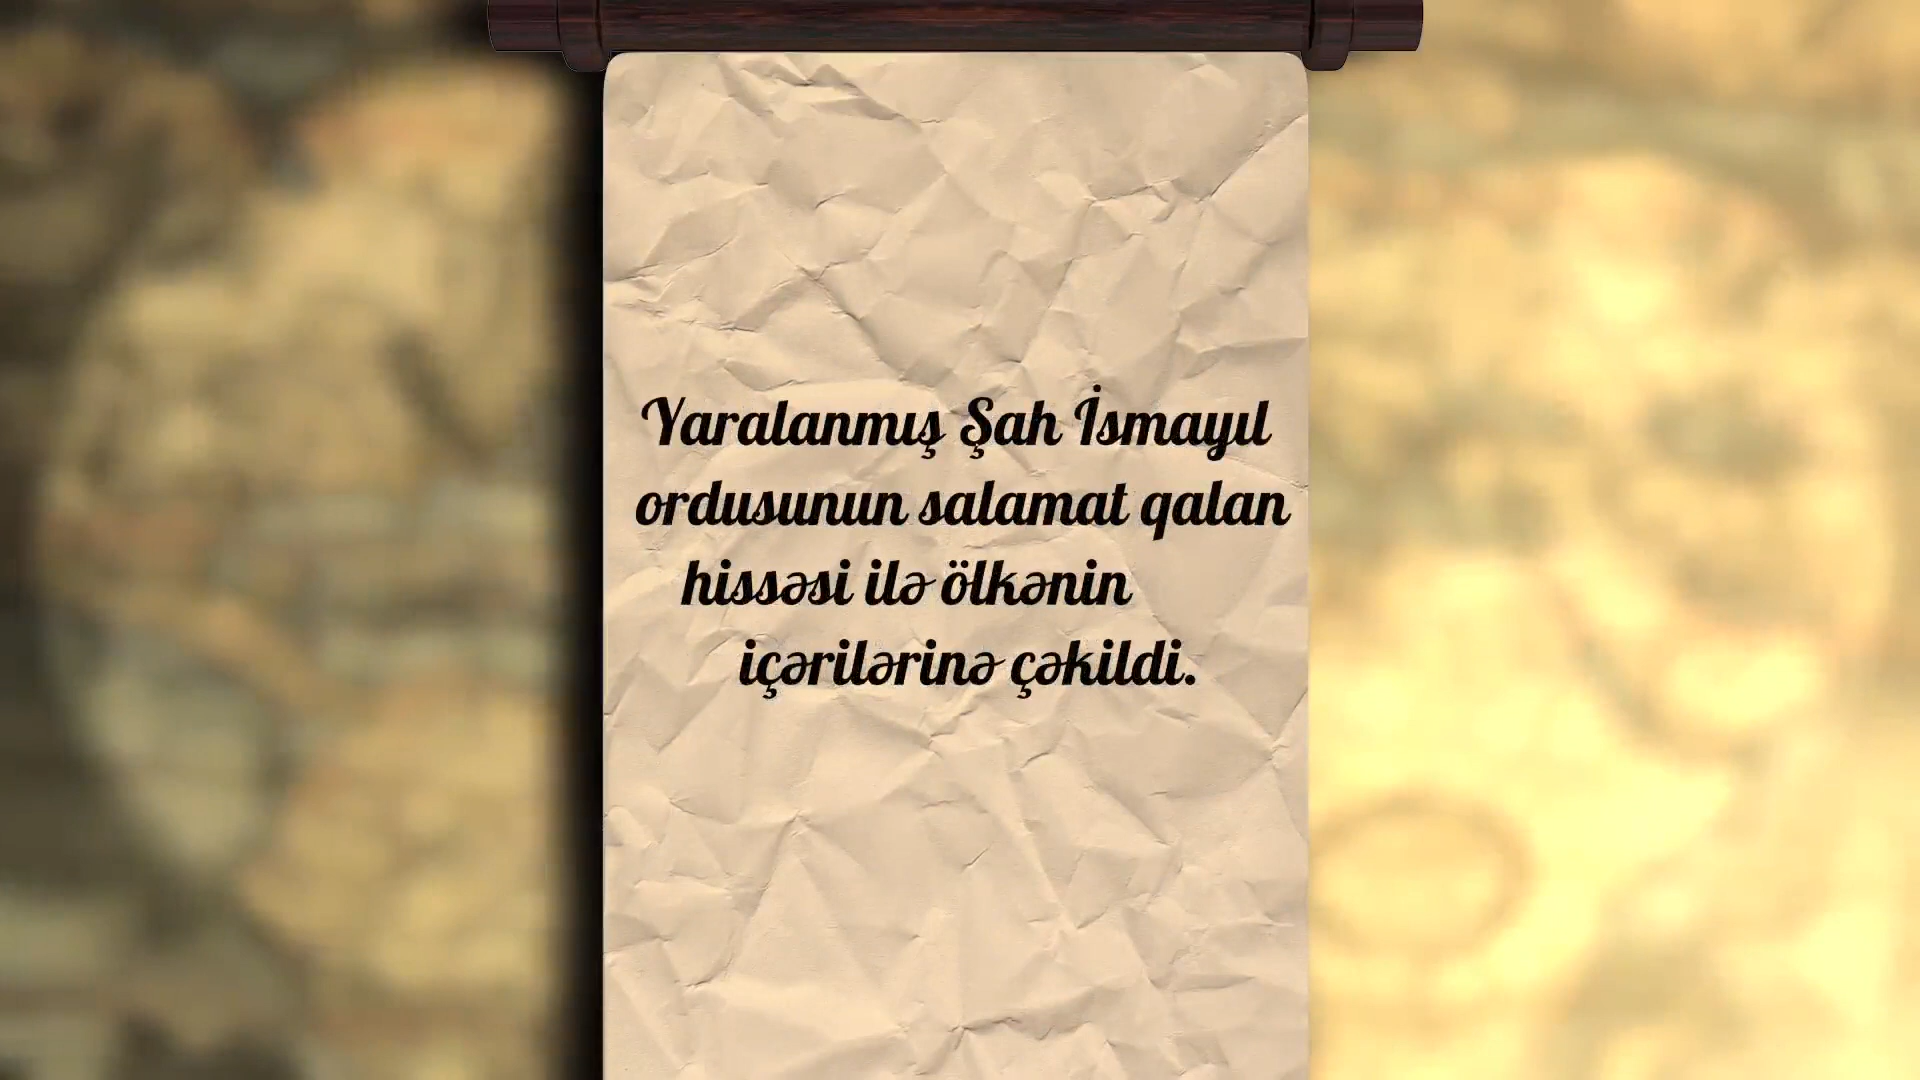 Yaralanmış Şah İsmayıl
ordusunun salamat qalan
hissəsi ilə ölkənin
içərilərinə çəkildi.